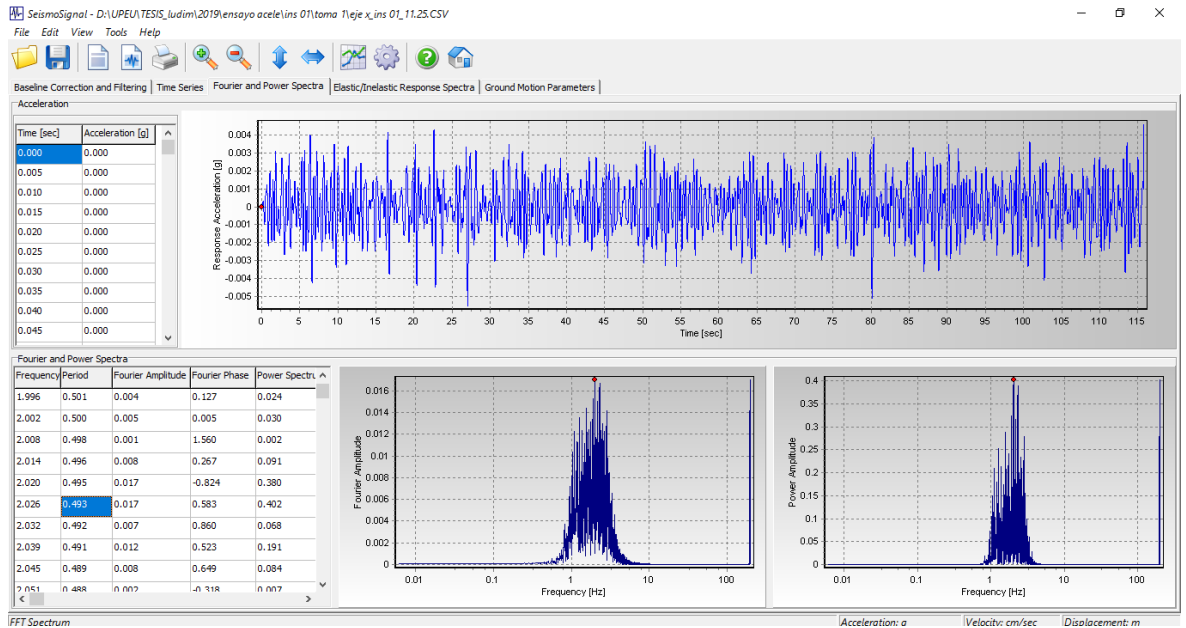 SeismoSignal - D:\UPEU\TESIS_ludim\2019\ensayo acele\ins 01\toma 1\eje x_ins 01_11.25.CSV
File Edit View Tools Help
Baseline Correction and Filtering Time Series Fourier and Power Spectra Elastic/Inelastic Response Spectra Ground Motion Parameters
Acceleration
Time [sec] Acceleration [g]
0.000 0.000
0.005 0.000
0.010 0.000
0.015 0.000
0.020 0.000
0.025 0.000
0.030 0.000
0.035 0.000
0.040 0.000
0.045 0.000
Response Acceleration [g]
0.004
0.003
0.002
0.001
0
-0.001
-0.002
-0.003
-0.004
-0.005
0 5 10 15 20 25 30 35 40 45 50 55 60 65 70 75 80 85 90 95 100 105 110 115
Time [sec]
Fourier and Power Spectra
Frequency Period Fourier Amplitude Fourier Phase Power Spectru
1.996 0.501 0.004 0.127 0.024
2.002 0.500 0.005 0.005 0.030
2.008 0.498 0.001 1.560 0.002
2.014 0.496 0.008 0.267 0.091
2.020 0.495 0.017 -0.824 0.380
2.026 0.493 0.017 0.583 0.402
2.032 0.492 0.007 0.860 0.068
2.039 0.491 0.012 0.523 0.191
2.045 0.489 0.008 0.649 0.084
2.051 0.488 0.002 -0.318 0.007
Fourier Amplitude
0.016
0.014
0.012
0.01
0.008
0.006
0.004
0.002
0
0.01 0.1 1 10 100
Frequency [Hz]
Power Amplitude
0.4
0.35
0.3
0.25
0.2
0.15
0.1
0.05
0
0.01 0.1 1 10 100
Frequency [Hz]
FFT Spectrum Acceleration: g Velocity: cm/sec Displacement: m